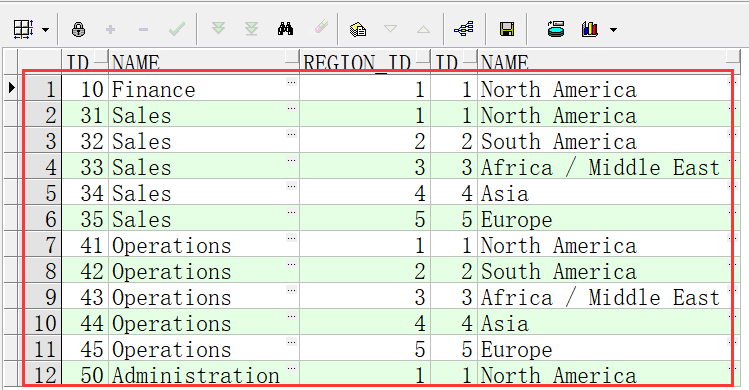 ID NAME REGION_ID ID NAME
1 10 Finance ... 1 1 North America ...
2 31 Sales ... 1 1 North America ...
3 32 Sales ... 2 2 South America ...
4 33 Sales ... 3 3 Africa / Middle East ...
5 34 Sales ... 4 4 Asia ...
6 35 Sales ... 5 5 Europe ...
7 41 Operations ... 1 1 North America ...
8 42 Operations ... 2 2 South America ...
9 43 Operations ... 3 3 Africa / Middle East ...
10 44 Operations ... 4 4 Asia ...
11 45 Operations ... 5 5 Europe ...
12 50 Administration ... 1 1 North America ...